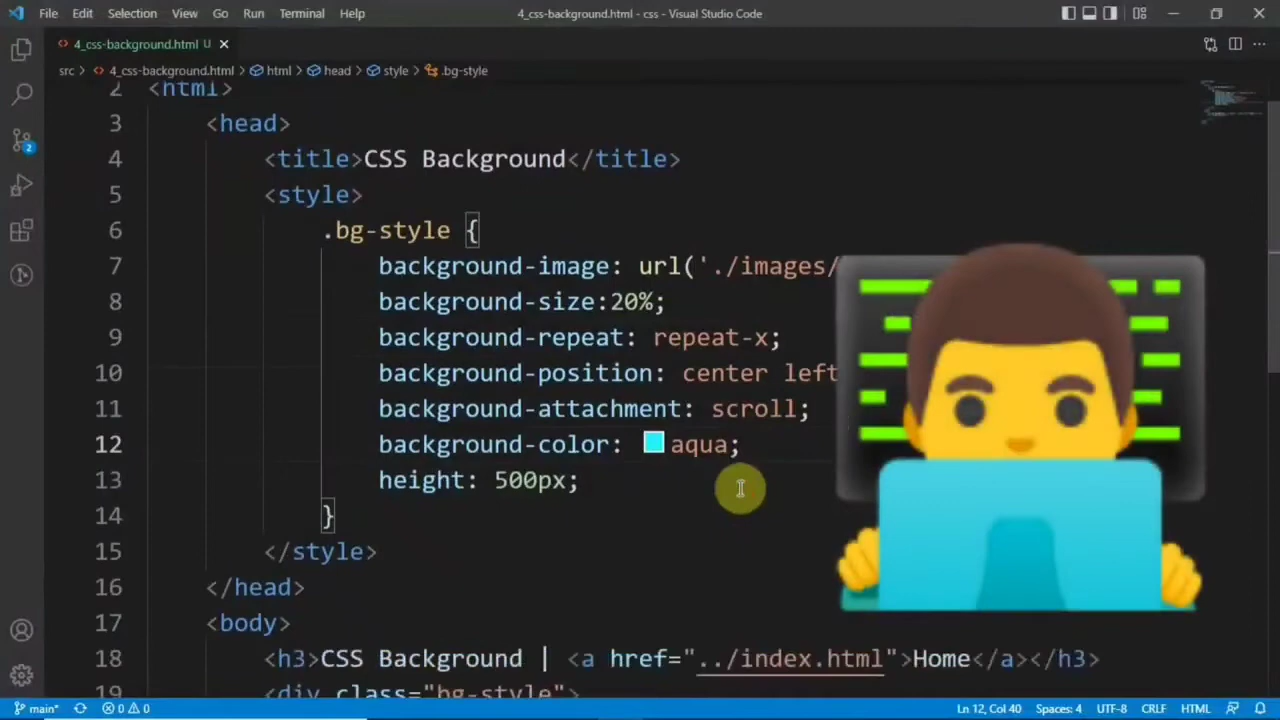 File Edit Selection View Go Run Terminal Help 4_css-background.html - css - Visual Studio Code
4_css-background.html U
src > 4_css-background.html > html > head > style > .bg-style
2 <html>
3 <head>
4 <title>CSS Background</title>
5 <style>
6 .bg-style {
7 background-image: url('./images/
8 background-size:20%;
9 background-repeat: repeat-x;
10 background-position: center left
11 background-attachment: scroll;
12 background-color: aqua;
13 height: 500px;
14 }
15 </style>
16 </head>
17 <body>
18 <h3>CSS Background | <a href="../index.html">Home</a></h3>
19 <div class="bg-style">
2
main* 0 0 Ln 12, Col 40 Spaces: 4 UTF-8 CRLF HTML